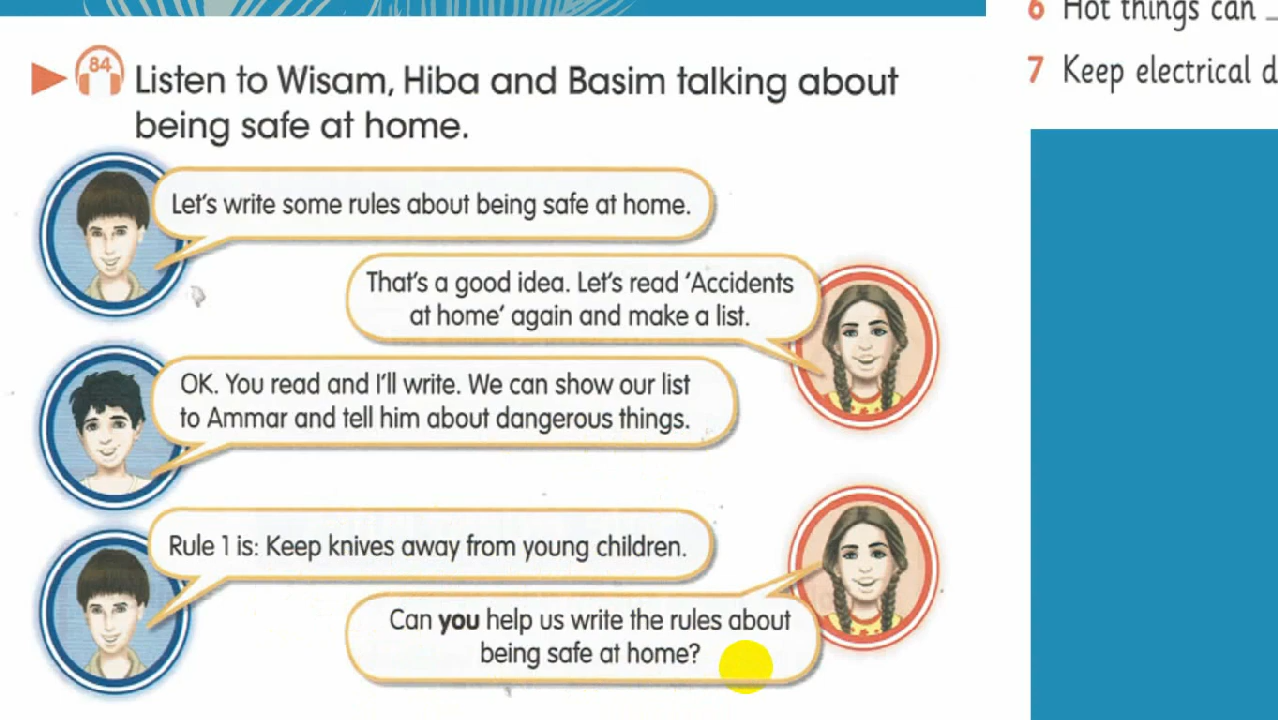 84
Listen to Wisam, Hiba and Basim talking about
being safe at home.
Let's write some rules about being safe at home.
That's a good idea. Let's read 'Accidents
at home' again and make a list.
OK. You read and I'll write. We can show our list
to Ammar and tell him about dangerous things.
Rule 1 is: Keep knives away from young children.
Can you help us write the rules about
being safe at home?
6 Hot things can _
7 Keep electrical d